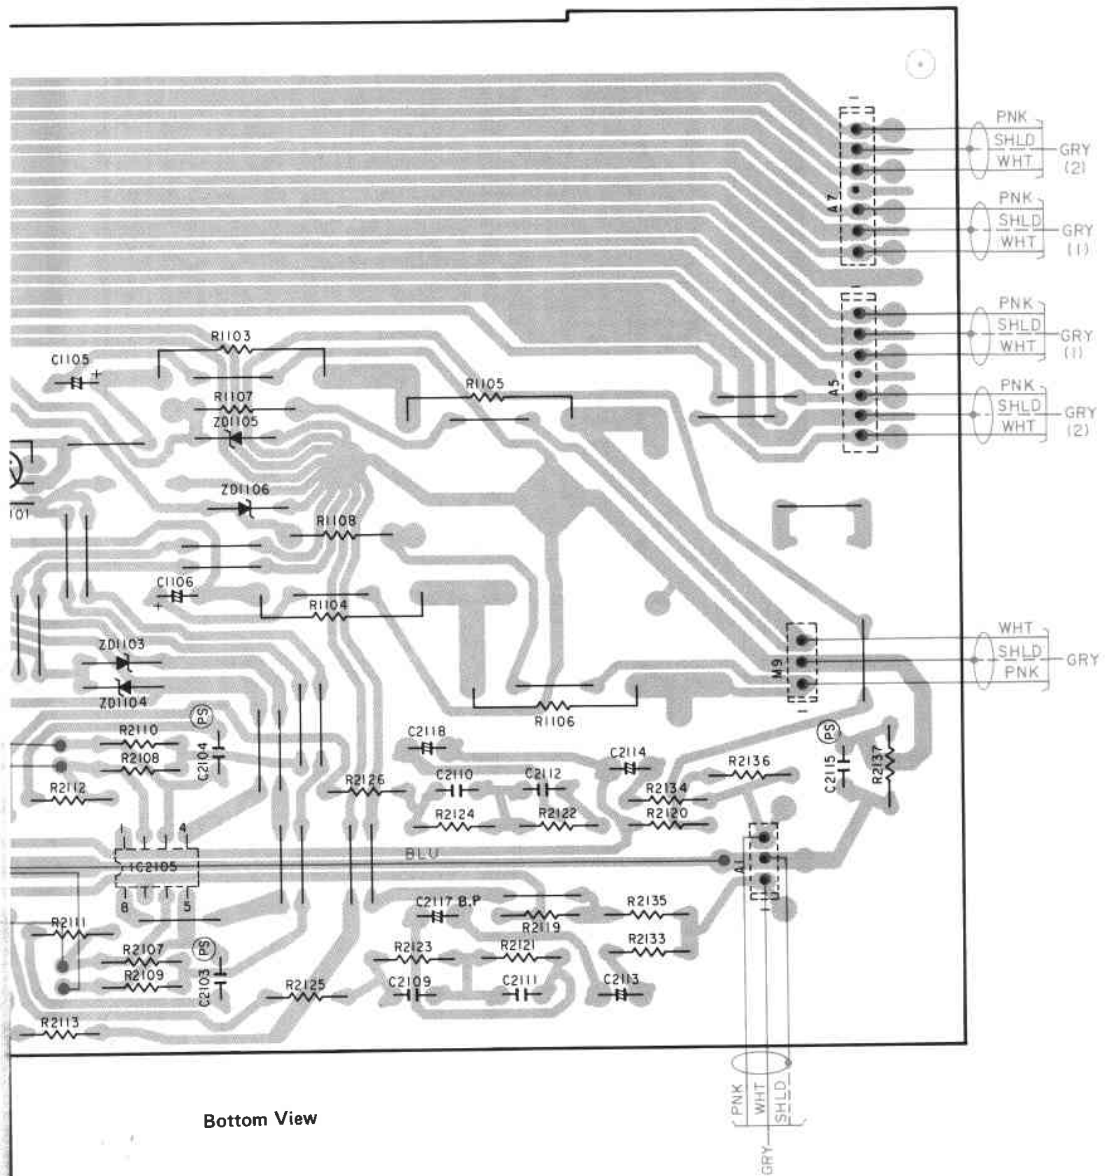 PNK
SHLD
WHT
GRY
(2)
A7
PNK
SHLD
WHT
GRY
(1)
PNK
SHLD
WHT
GRY
(1)
A5
PNK
SHLD
WHT
GRY
(2)
R1103
C1105
+
R1107
R1105
ZD1105
ZD1106
101
R1108
C1106
+
R1104
WHT
SHLD
PNK
GRY
M9
ZD1103
ZD1104
R1106
PS
R2110
C2104
R2108
R2112
C2118
C2114
PS
C2115
R2137
R2136
R2126
C2110
C2112
R2134
R2124
R2122
R2120
1
4
BLU
IC2105
A1
8
5
C2117 B.P
R2135
R2111
R2119
PS
R2107
R2123
R2121
R2133
R2109
C2103
R2125
C2109
C2111
C2113
R2113
PNK
WHT
SHLD
GRY
Bottom View